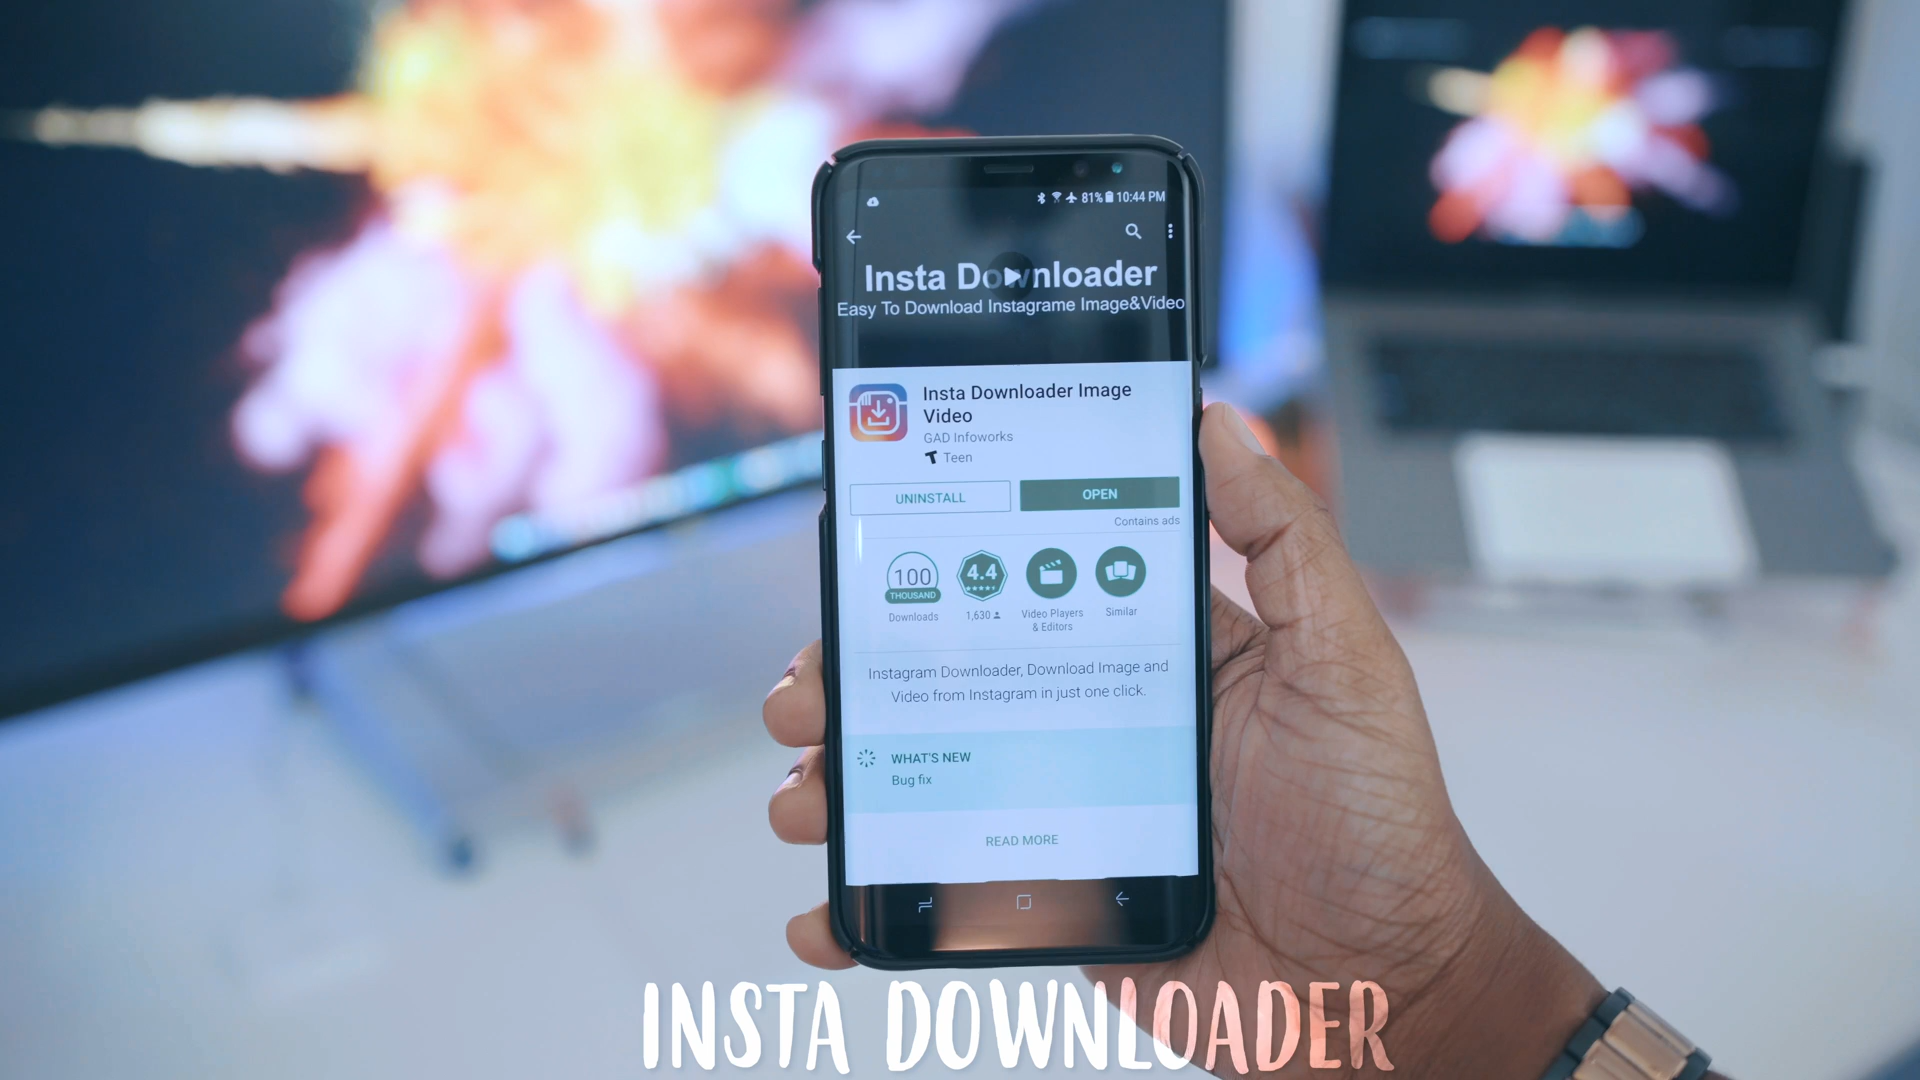 81% 10:44 PM
Insta Downloader
Easy To Download Instagrame Image&Video
Insta Downloader Image
Video
GAD Infoworks
T Teen
UNINSTALL
OPEN
Contains ads
100
THOUSAND
Downloads
4.4
1,630
Video Players
& Editors
Similar
Instagram Downloader, Download Image and
Video from Instagram in just one click.
WHAT'S NEW
Bug fix
READ MORE
INSTA DOWNLOADER